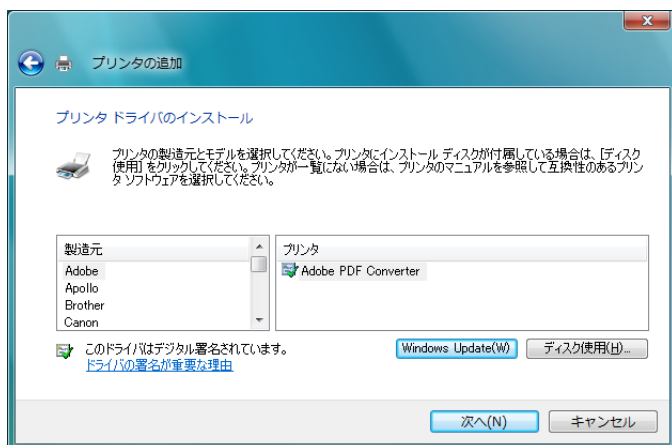 プリンタの追加
プリンタ ドライバのインストール
プリンタの製造元とモデルを選択してください。プリンタにインストール ディスクが付属している場合は、[ディスク
使用] をクリックしてください。プリンタが一覧にない場合は、プリンタのマニュアルを参照して互換性のあるプリン
タ ソフトウェアを選択してください。
製造元
Adobe
Apollo
Brother
Canon
プリンタ
Adobe PDF Converter
このドライバはデジタル署名されています。
ドライバの署名が重要な理由
Windows Update(W)
ディスク使用(H)...
次へ(N)
キャンセル